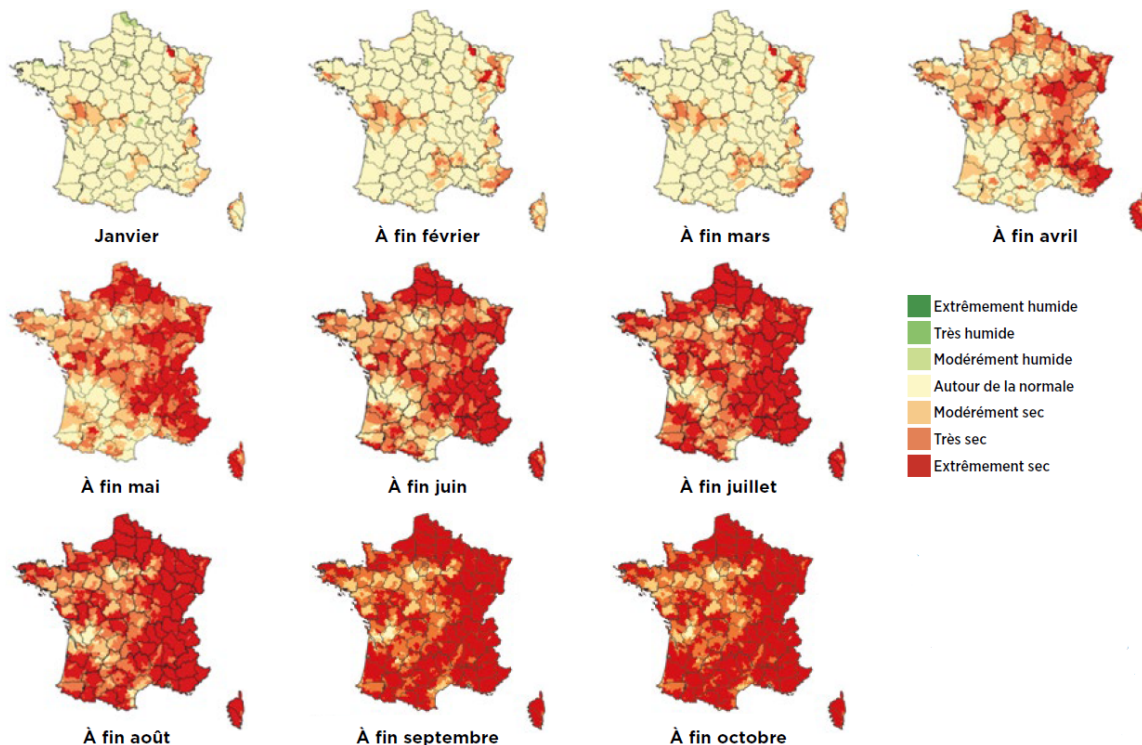 Janvier
À fin février
À fin mars
À fin avril
À fin mai
À fin juin
À fin juillet
Extrêmement humide
Très humide
Modérément humide
Autour de la normale
Modérément sec
Très sec
Extrêmement sec
À fin août
À fin septembre
À fin octobre